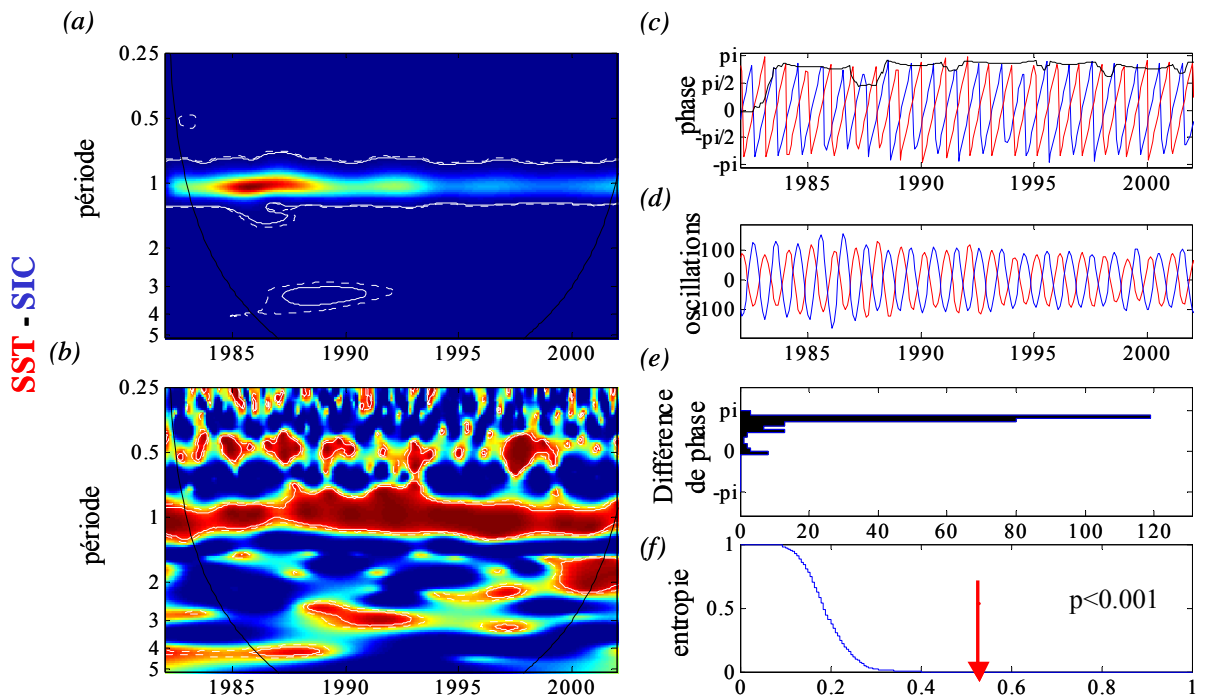 SST - SIC
(a)
période
0.25
0.5
1
2
3
4
5
1985
1990
1995
2000
(b)
période
0.25
0.5
1
2
3
4
5
1985
1990
1995
2000
(c)
phase
pi
pi/2
0
-pi/2
-pi
1985
1990
1995
2000
(d)
oscillations
100
0
100
1985
1990
1995
2000
(e)
Différence
de phase
pi
0
-pi
0
20
40
60
80
100
120
(f)
entropie
1
0.5
0
p<0.001
0
0.2
0.4
0.6
0.8
1